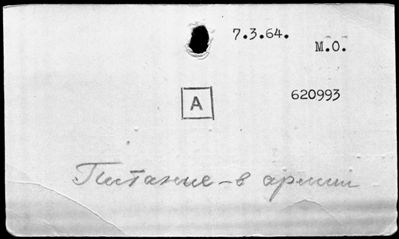 7.3.64.
М.О.
А
620993
Питание – в армии